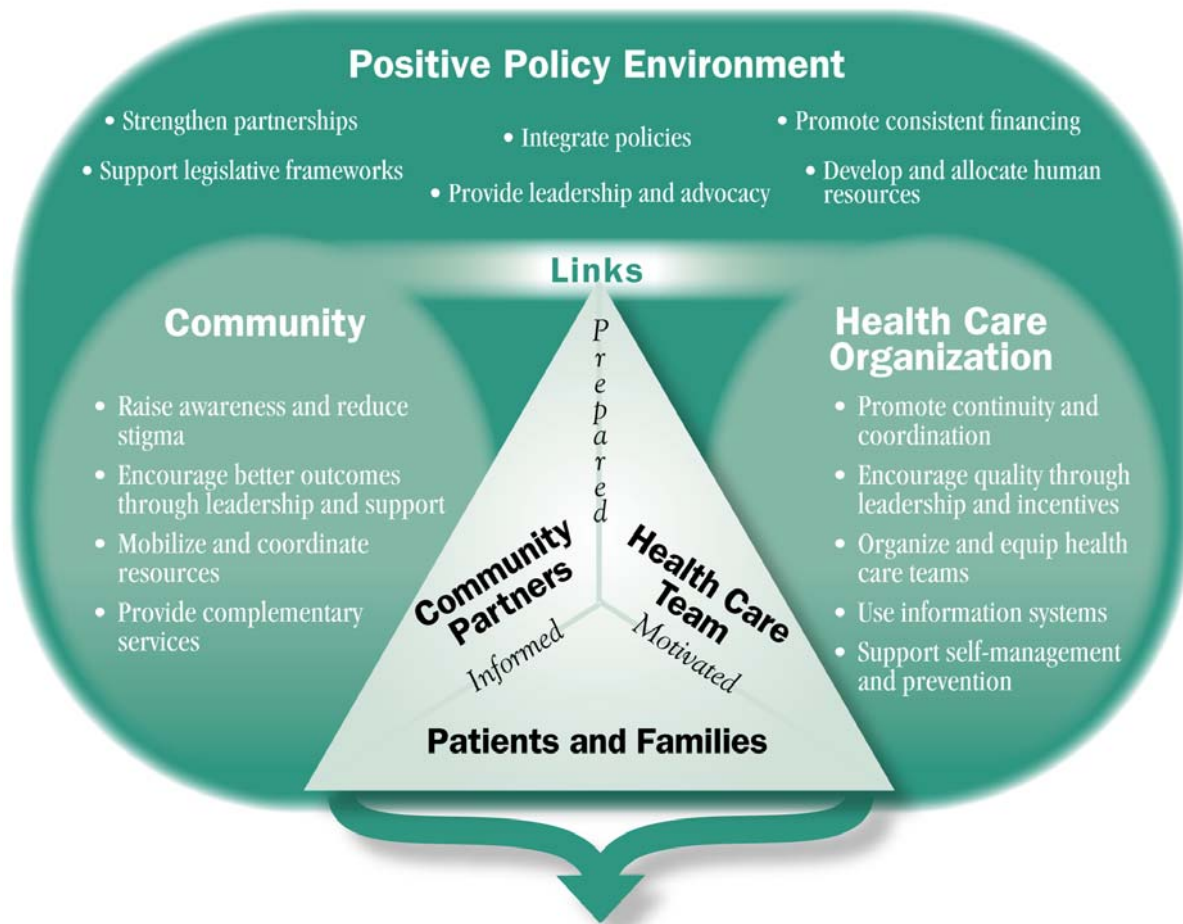 Positive Policy Environment
• Strengthen partnerships
• Support legislative frameworks
• Integrate policies
• Provide leadership and advocacy
• Promote consistent financing
• Develop and allocate human
resources
Links
Community
• Raise awareness and reduce
stigma
• Encourage better outcomes
through leadership and support
• Mobilize and coordinate
resources
• Provide complementary
services
Prepared
Community
Partners
Informed
Health Care
Team
Motivated
Patients and Families
Health Care
Organization
• Promote continuity and
coordination
• Encourage quality through
leadership and incentives
• Organize and equip health
care teams
• Use information systems
• Support self-management
and prevention